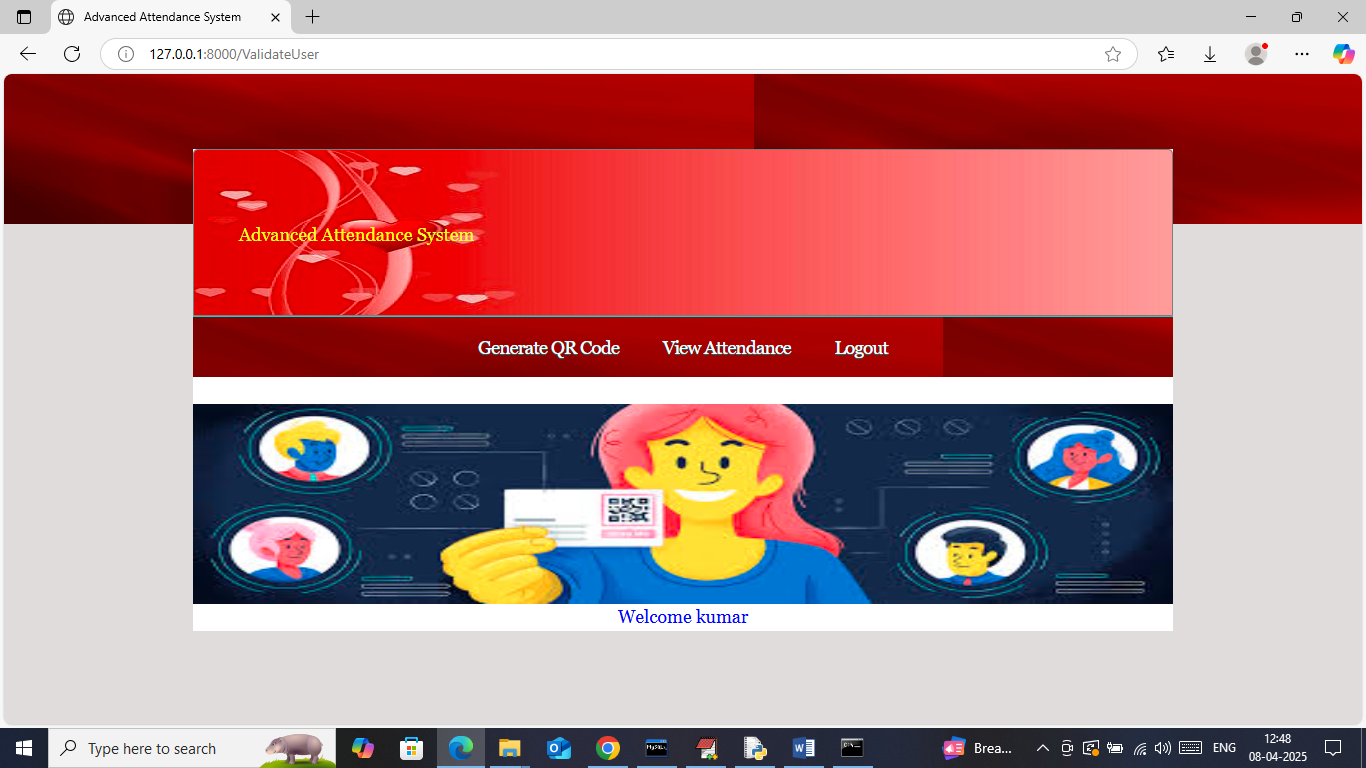 Advanced Attendance System
127.0.0.1:8000/ValidateUser
Advanced Attendance System
Generate QR Code View Attendance Logout
Welcome kumar
Type here to search
Brea...
ENG
12:48
08-04-2025